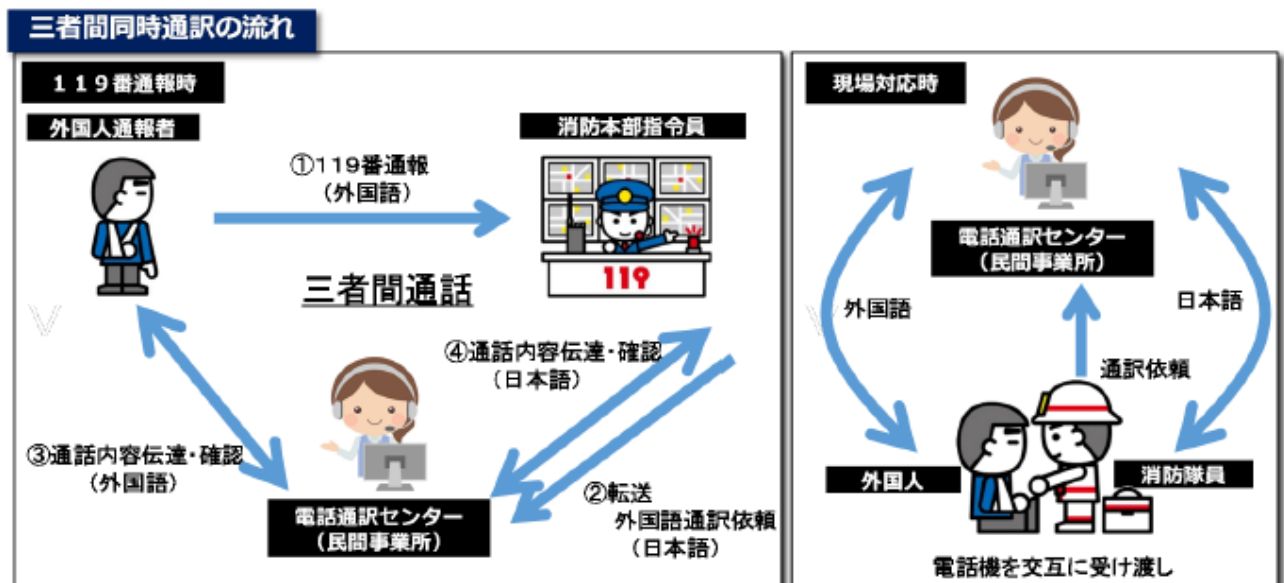 三者間同時通訳の流れ
119番通報時
外国人通報者
消防本部指令員
①119番通報
(外国語)
119
三者間通話
④通話内容伝達・確認
(日本語)
③通話内容伝達・確認
(外国語)
②転送
外国語通訳依頼
(日本語)
電話通訳センター
(民間事業所)
現場対応時
電話通訳センター
(民間事業所)
外国語
日本語
通訳依頼
外国人
消防隊員
電話機を交互に受け渡し